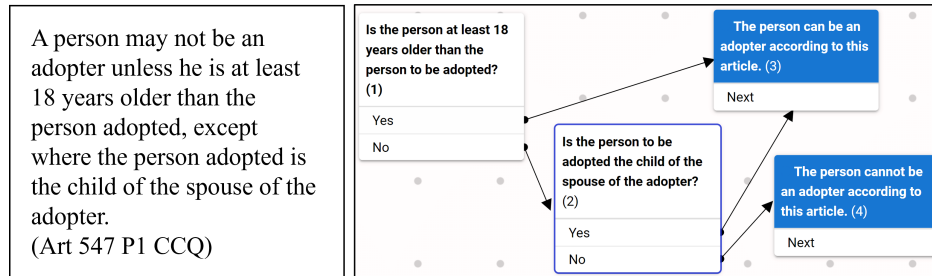 A person may not be an
adopter unless he is at least
18 years older than the
person adopted, except
where the person adopted is
the child of the spouse of the
adopter.
(Art 547 P1 CCQ)
Is the person at least 18
years older than the
person to be adopted?
(1)
Yes
No
Is the person to be
adopted the child of the
spouse of the adopter?
(2)
Yes
No
The person can be an
adopter according to this
article. (3)
Next
The person cannot be
an adopter according to
this article. (4)
Next